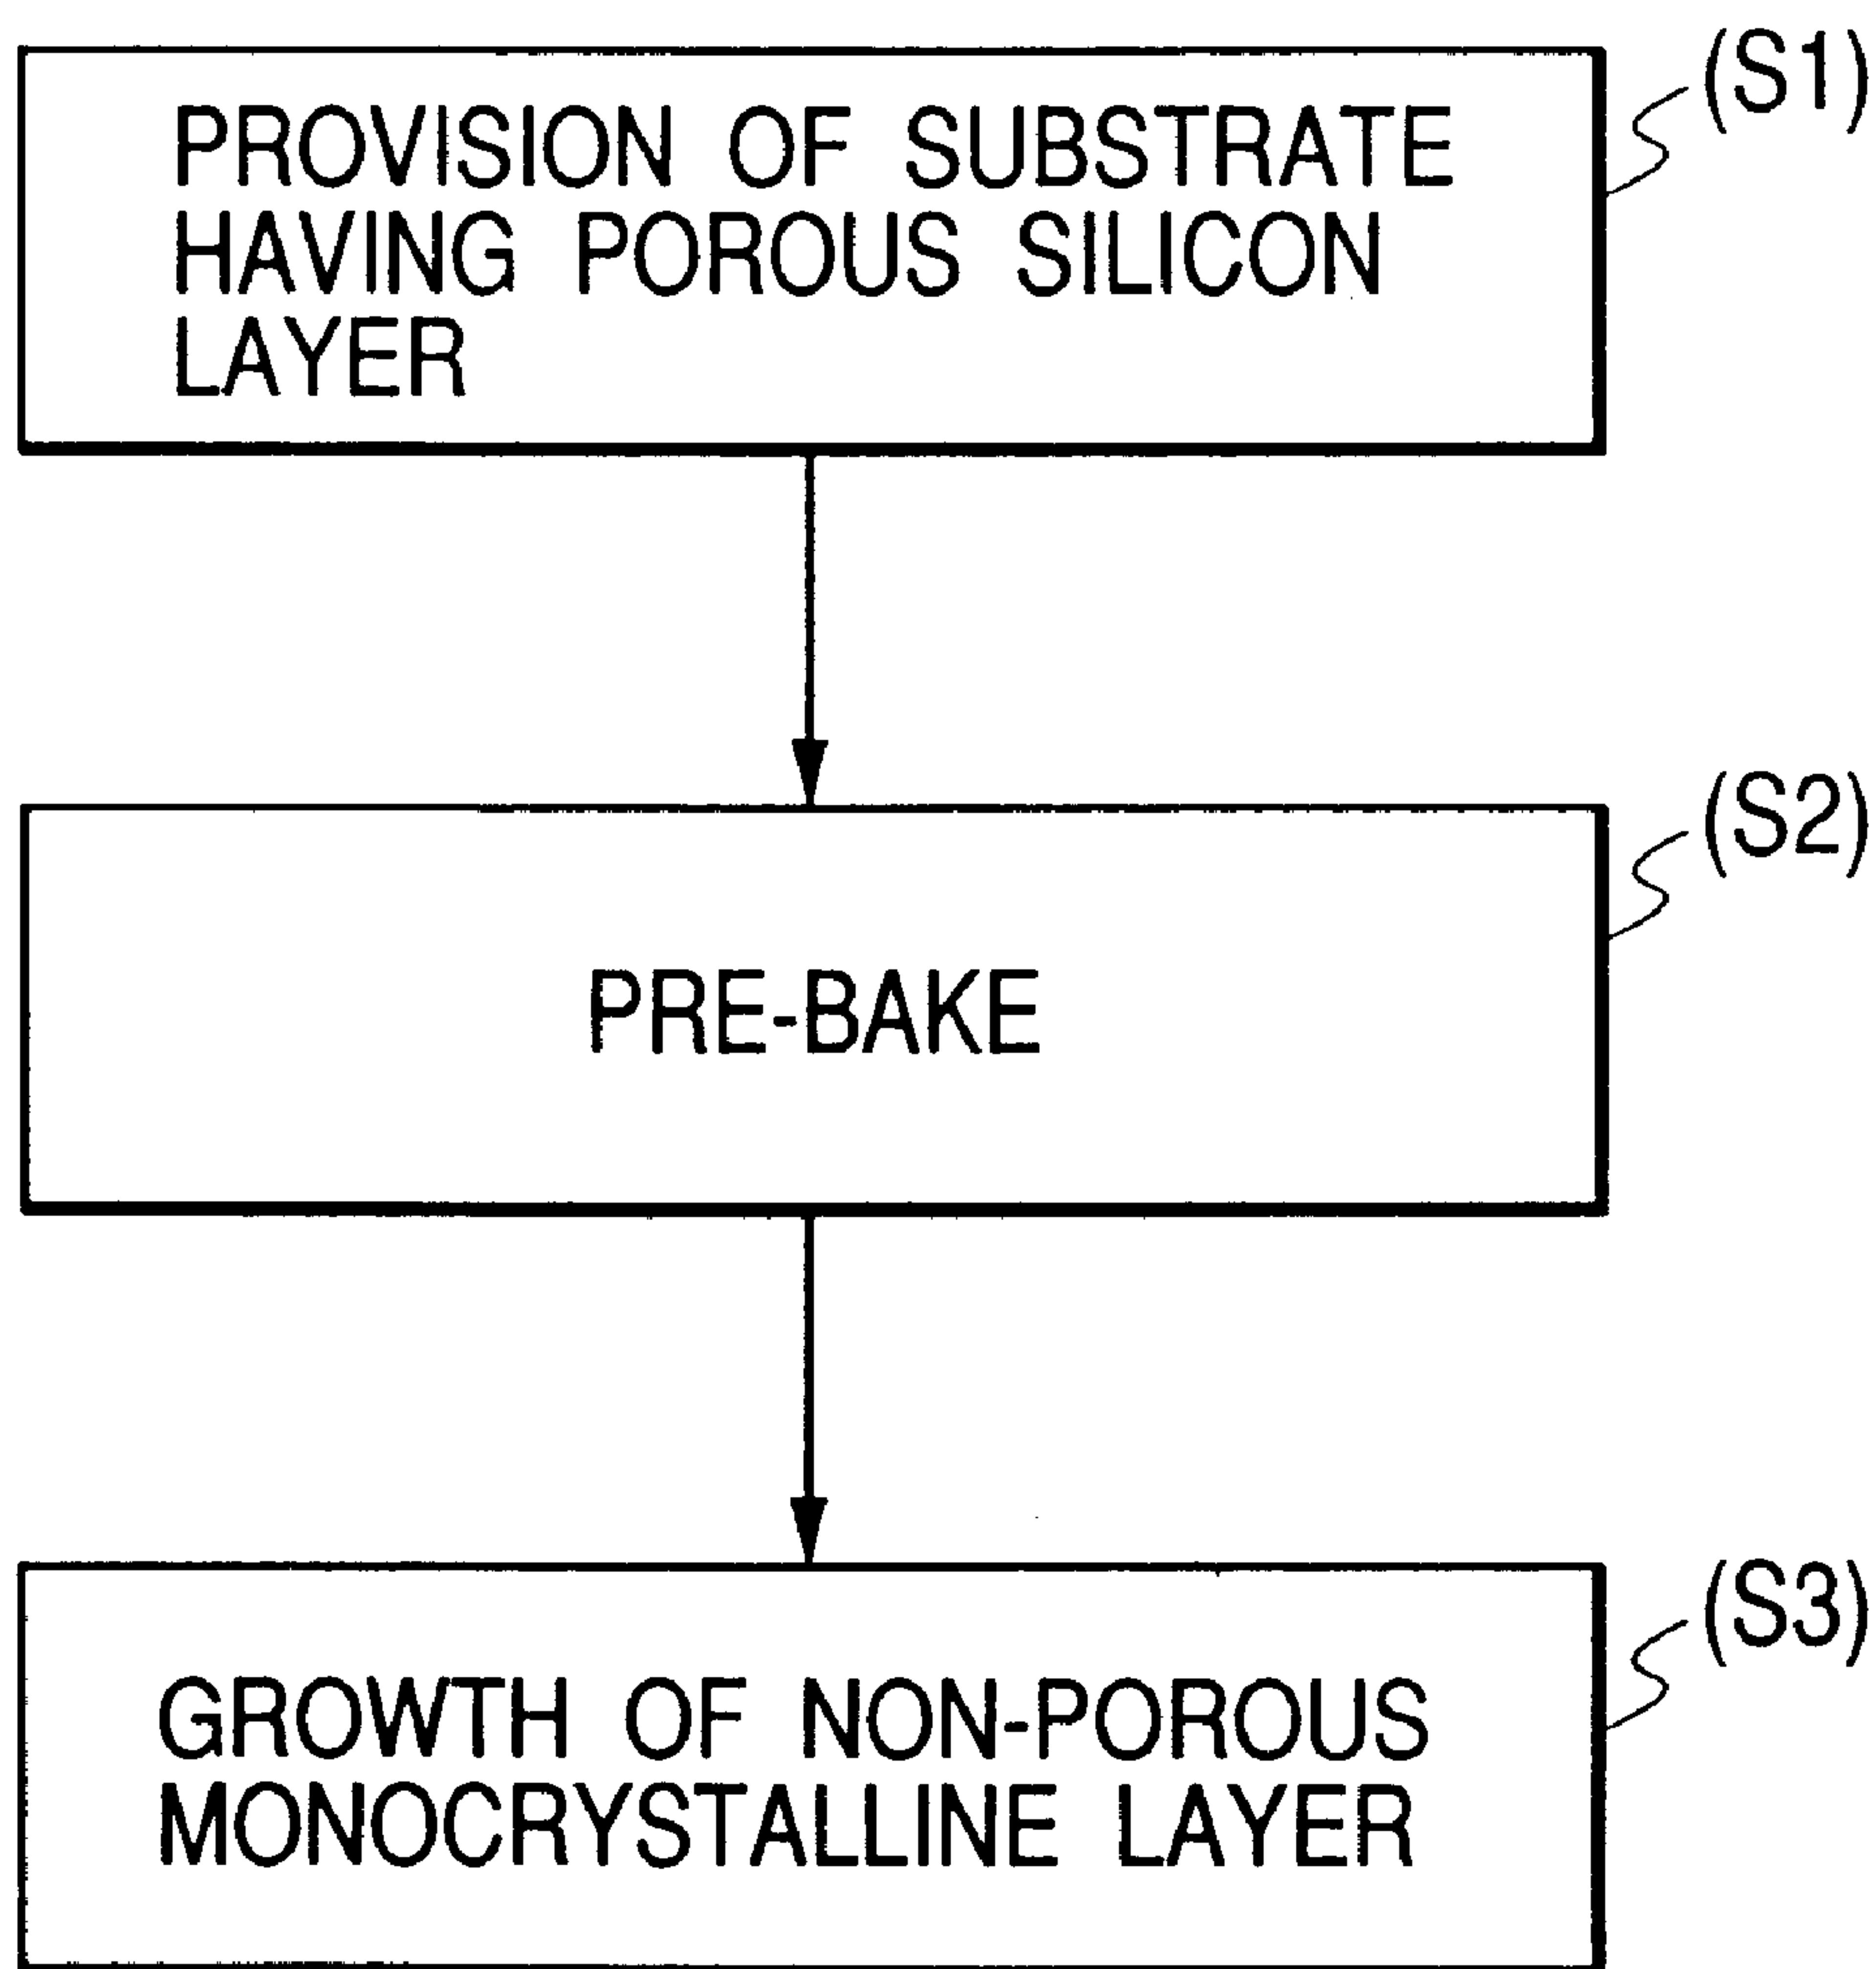 (S1)
PROVISION OF SUBSTRATE
HAVING POROUS SILICON
LAYER
(S2)
PRE-BAKE
(S3)
GROWTH OF NON-POROUS
MONOCRYSTALLINE LAYER